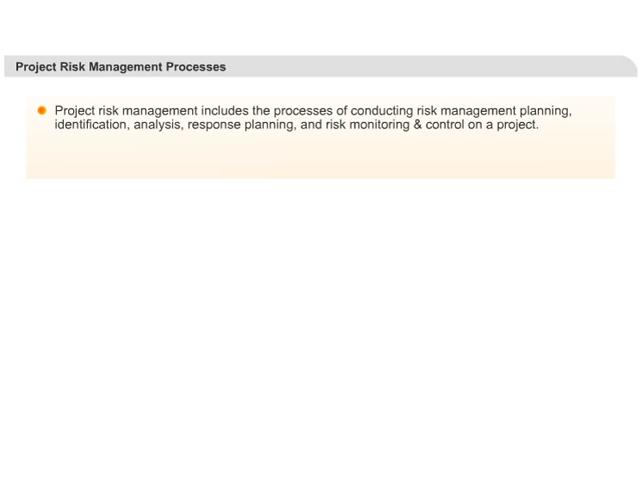 Project Risk Management Processes
Project risk management includes the processes of conducting risk management planning,
identification, analysis, response planning, and risk monitoring & control on a project.